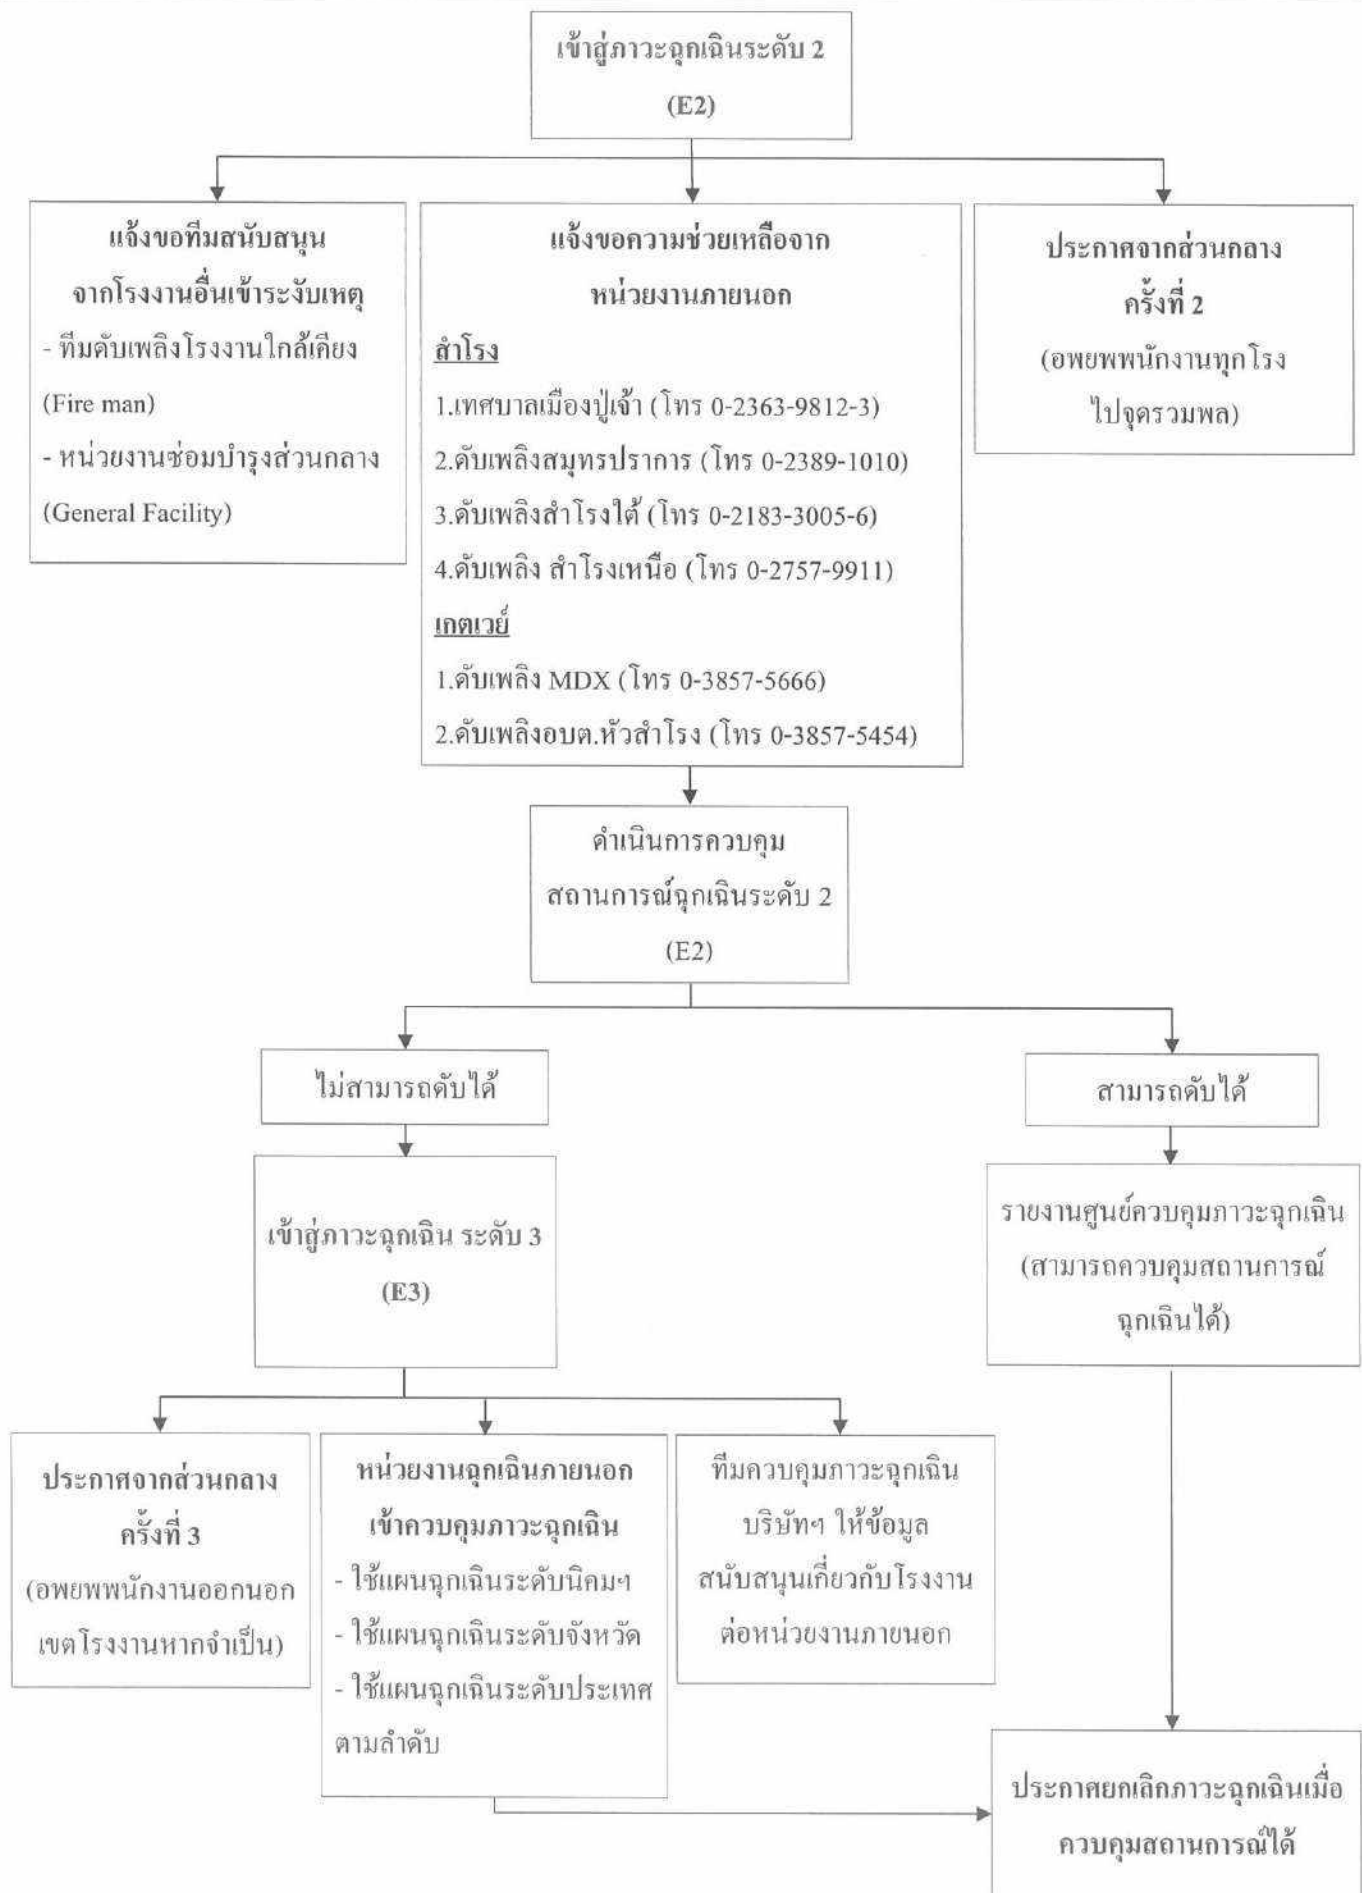 เข้าสู่ภาวะฉุกเฉินระดับ 2
(E2)
แจ้งขอทีมสนับสนุน
จากโรงงานอื่นเข้าระงับเหตุ
- ทีมดับเพลิงโรงงานใกล้เคียง
(Fire man)
- หน่วยงานซ่อมบำรุงส่วนกลาง
(General Facility)
แจ้งขอความช่วยเหลือจาก
หน่วยงานภายนอก
สำโรง
1.เทศบาลเมืองปู่เจ้า (โทร 0-2363-9812-3)
2.ดับเพลิงสมุทรปราการ (โทร 0-2389-1010)
3.ดับเพลิงสำโรงใต้ (โทร 0-2183-3005-6)
4.ดับเพลิง สำโรงเหนือ (โทร 0-2757-9911)
เกตเวย์
1.ดับเพลิง MDX (โทร 0-3857-5666)
2.ดับเพลิงอบต.หัวสำโรง (โทร 0-3857-5454)
ประกาศจากส่วนกลาง
ครั้งที่ 2
(อพยพพนักงานทุกโรง
ไปจุดรวมพล)
ดำเนินการควบคุม
สถานการณ์ฉุกเฉินระดับ 2
(E2)
ไม่สามารถดับได้
สามารถดับได้
เข้าสู่ภาวะฉุกเฉิน ระดับ 3
(E3)
รายงานศูนย์ควบคุมภาวะฉุกเฉิน
(สามารถควบคุมสถานการณ์
ฉุกเฉินได้)
ประกาศจากส่วนกลาง
ครั้งที่ 3
(อพยพพนักงานออกนอก
เขตโรงงานหากจำเป็น)
หน่วยงานฉุกเฉินภายนอก
เข้าควบคุมภาวะฉุกเฉิน
- ใช้แผนฉุกเฉินระดับนิคมฯ
- ใช้แผนฉุกเฉินระดับจังหวัด
- ใช้แผนฉุกเฉินระดับประเทศ
ตามลำดับ
ทีมควบคุมภาวะฉุกเฉิน
บริษัทฯ ให้ข้อมูล
สนับสนุนเกี่ยวกับโรงงาน
ต่อหน่วยงานภายนอก
ประกาศยกเลิกภาวะฉุกเฉินเมื่อ
ควบคุมสถานการณ์ได้